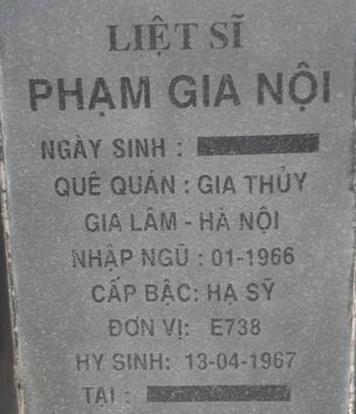 LIỆT SĨ
PHẠM GIA NỘI
NGÀY SINH :
QUÊ QUÁN : GIA THỦY
GIA LÂM - HÀ NỘI
NHẬP NGŨ : 01-1966
CẤP BẬC: HẠ SỸ
ĐƠN VỊ: E738
HY SINH: 13-04-1967
TẠI :